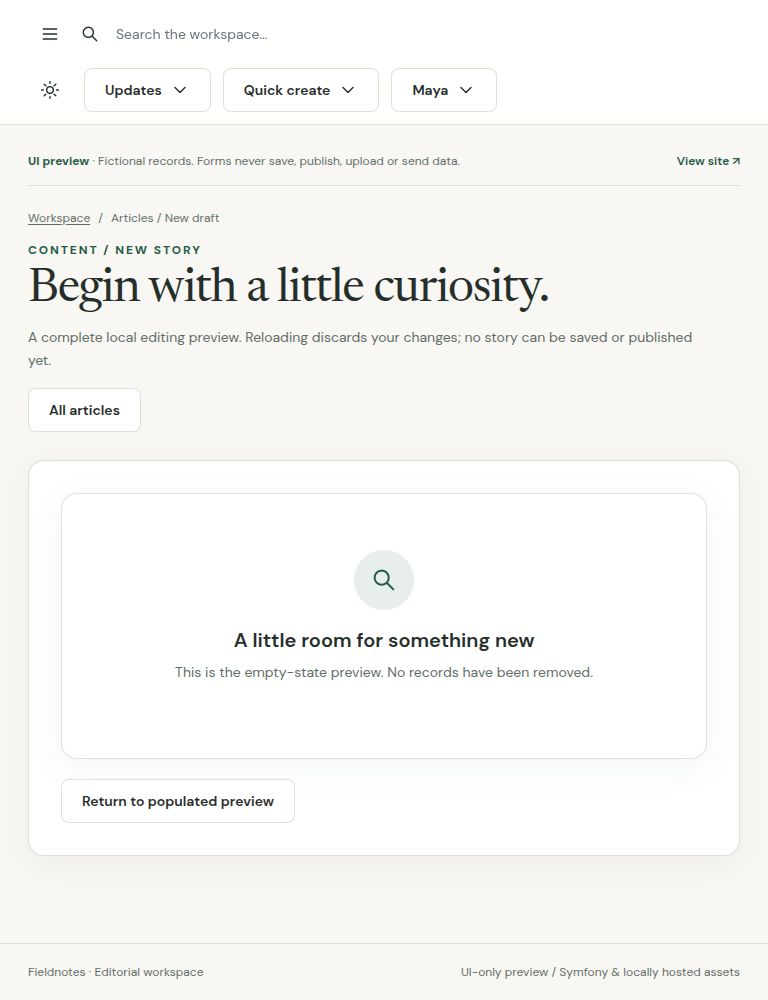 Search the workspace…
Updates
Quick create
Maya
UI preview · Fictional records. Forms never save, publish, upload or send data.
View site
Workspace / Articles / New draft
CONTENT / NEW STORY
Begin with a little curiosity.
A complete local editing preview. Reloading discards your changes; no story can be saved or published
yet.
All articles
A little room for something new
This is the empty-state preview. No records have been removed.
Return to populated preview
Fieldnotes · Editorial workspace
UI-only preview / Symfony & locally hosted assets